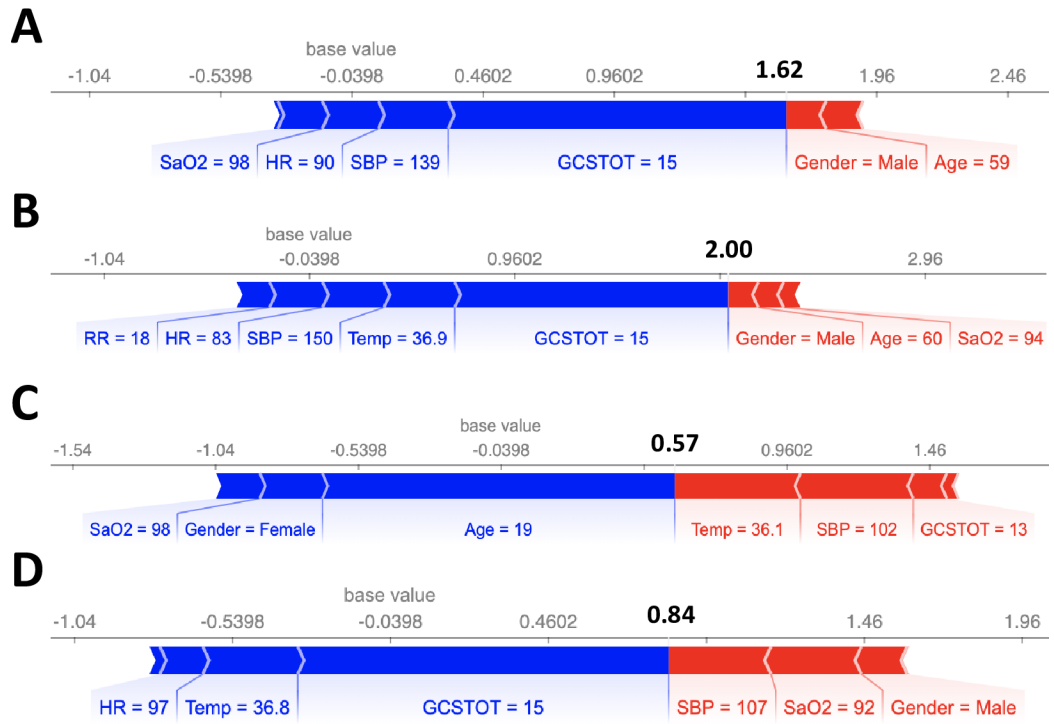 A
base value
-1.04 -0.5398 -0.0398 0.4602 0.9602 1.62 1.96 2.46
SaO2 = 98 HR = 90 SBP = 139 GCSTOT = 15 Gender = Male Age = 59
B
base value
-1.04 -0.0398 0.9602 2.00 2.96
RR = 18 HR = 83 SBP = 150 Temp = 36.9 GCSTOT = 15 Gender = Male Age = 60 SaO2 = 94
C
base value
-1.54 -1.04 -0.5398 -0.0398 0.57 0.9602 1.46
SaO2 = 98 Gender = Female Age = 19 Temp = 36.1 SBP = 102 GCSTOT = 13
D
base value
-1.04 -0.5398 -0.0398 0.4602 0.84 1.46 1.96
HR = 97 Temp = 36.8 GCSTOT = 15 SBP = 107 SaO2 = 92 Gender = Male